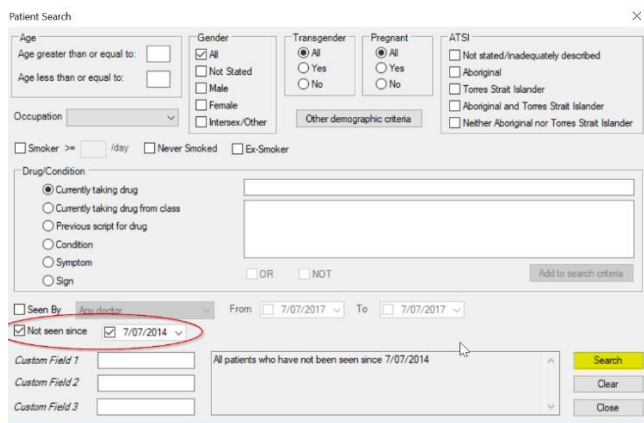 Patient Search
Age
Age greater than or equal to:
Age less than or equal to:
Gender
All
Not Stated
Male
Female
Intersex/Other
Transgender
All
Yes
No
Pregnant
All
Yes
No
ATSI
Not stated/inadequately described
Aboriginal
Torres Strait Islander
Aboriginal and Torres Strait Islander
Neither Aboriginal nor Torres Strait Islander
Occupation
Other demographic criteria
Smoker >= /day Never Smoked Ex-Smoker
Drug/Condition
Currently taking drug
Currently taking drug from class
Previous script for drug
Condition
Symptom
Sign
OR NOT Add to search criteria
Seen By Any doctor From 7/07/2017 To 7/07/2017
Not seen since 7/07/2014
Custom Field 1
Custom Field 2
Custom Field 3
All patients who have not been seen since 7/07/2014
Search
Clear
Close